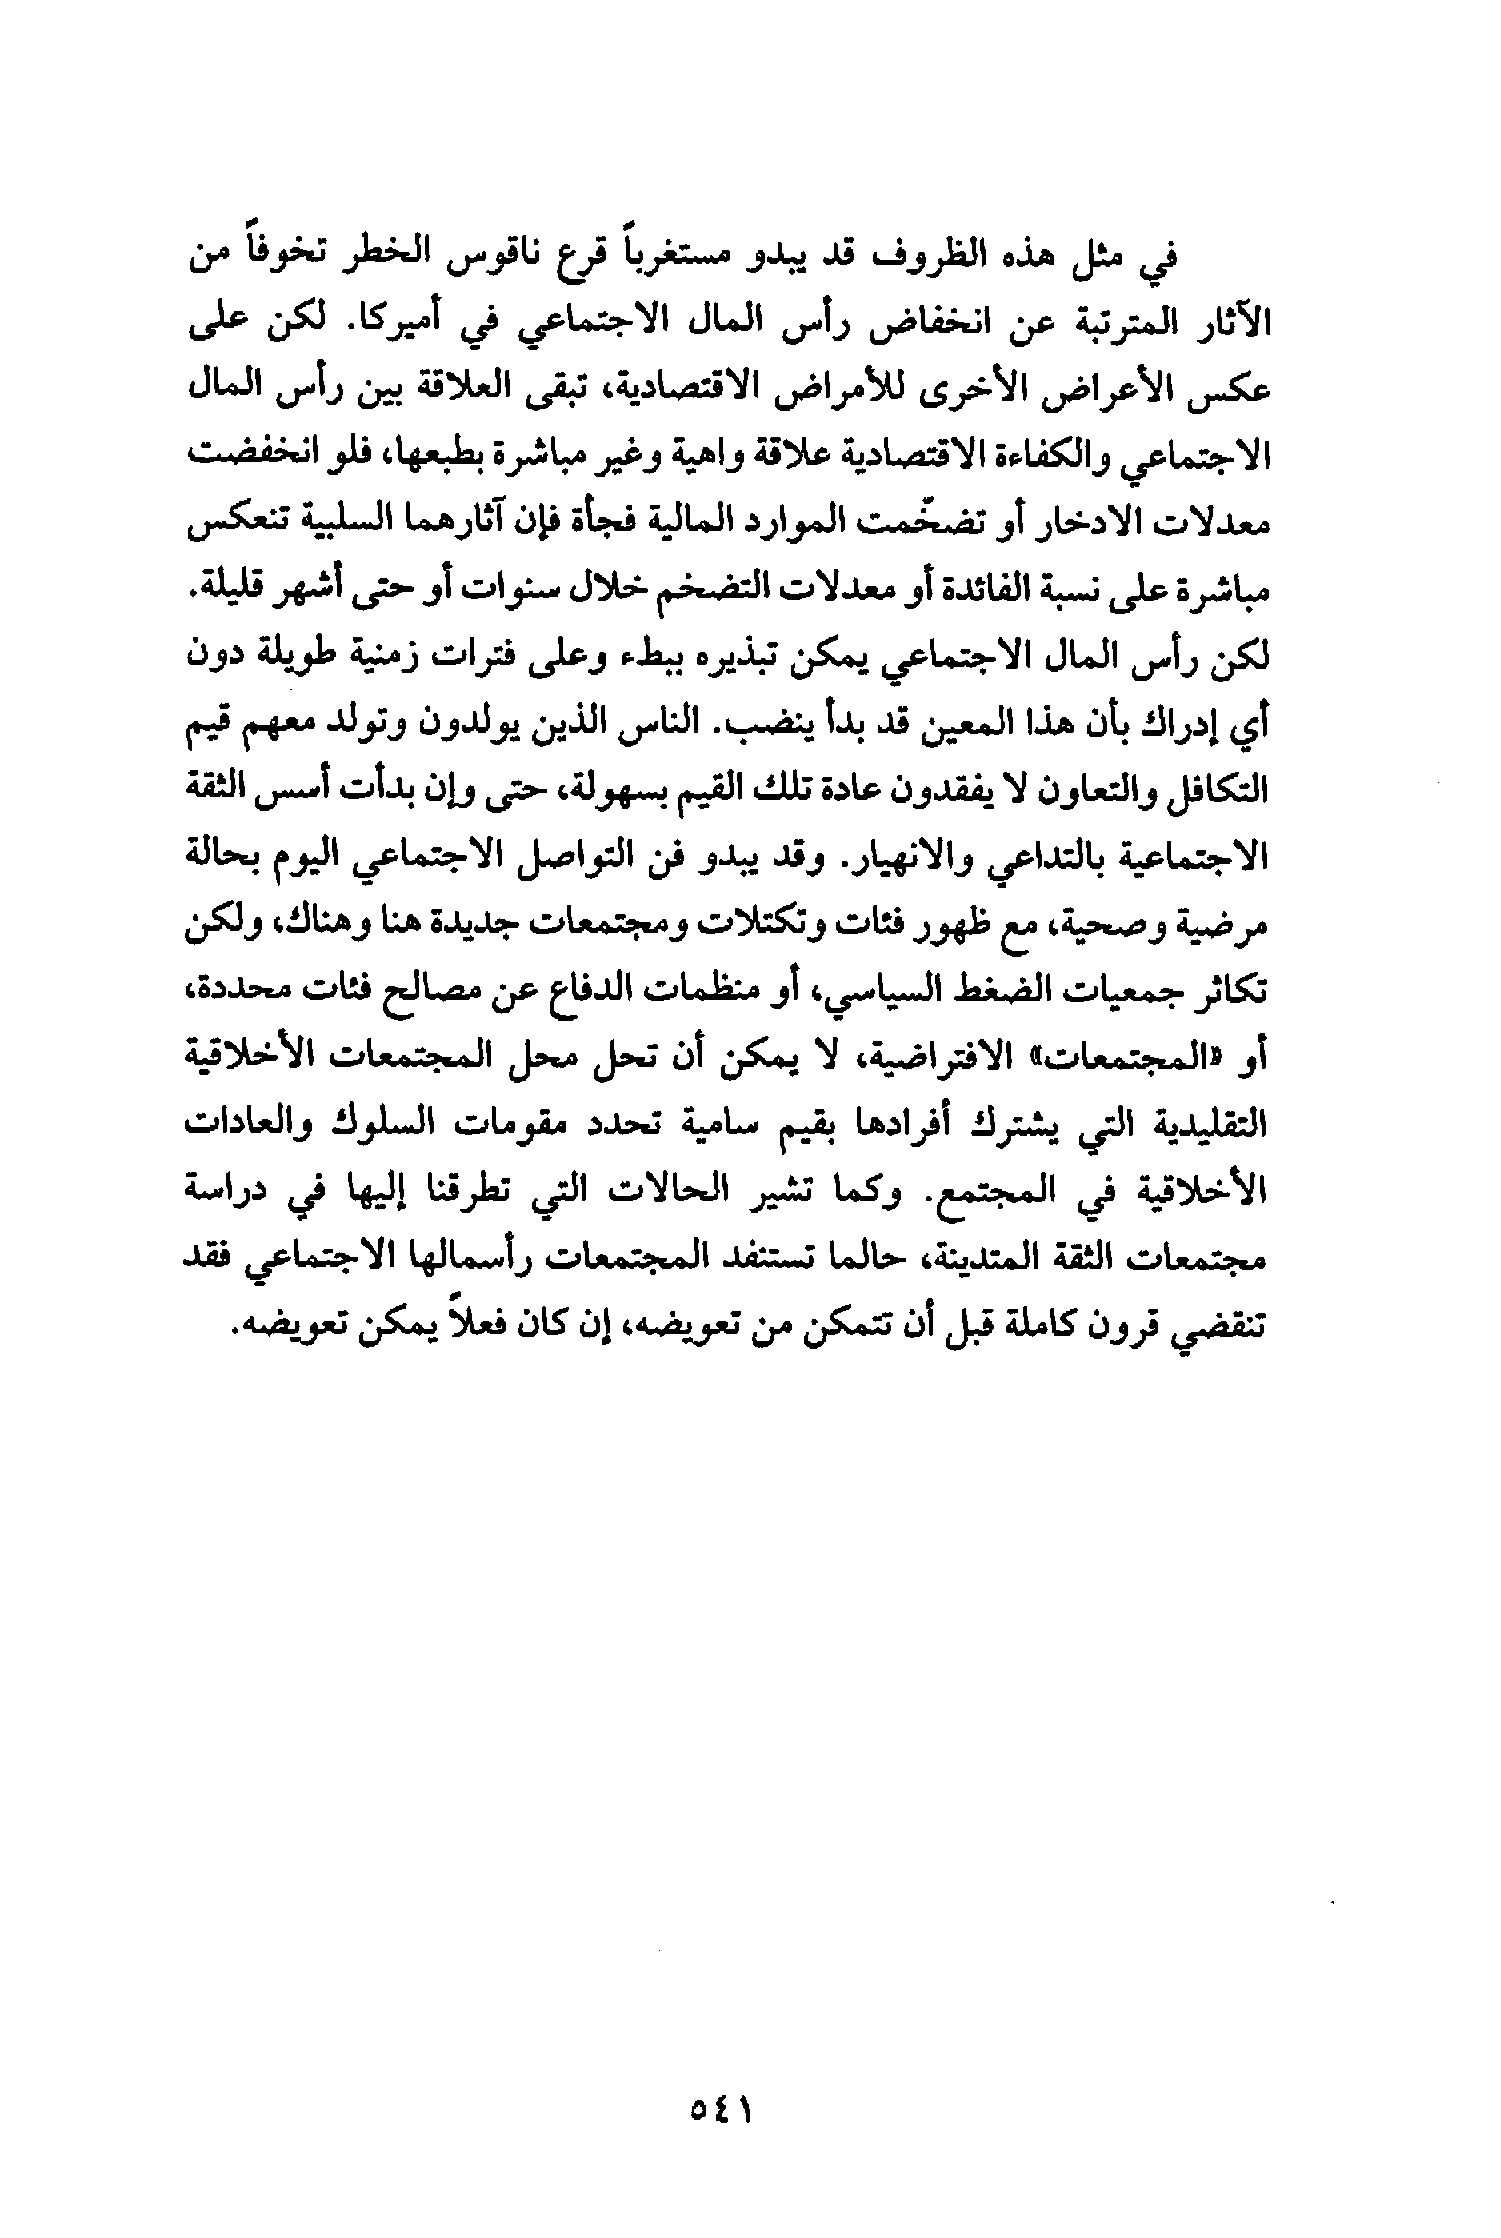 في مثل هذه الظروف قد يبدو مستغرباً قرع ناقوس الخطر تخوفاً من
الآثار المترتبة عن انخفاض رأس المال الاجتماعي في أميركا. لكن على
عكس الأعراض الأخرى للأمراض الاقتصادية، تبقى العلاقة بين رأس المال
الاجتماعي والكفاءة الاقتصادية علاقة واهية وغير مباشرة بطبعها، فلو انخفضت
معدلات الادخار أو تضخّمت الموارد المالية فجأة فإن آثارهما السلبية تنعكس
مباشرة على نسبة الفائدة أو معدلات التضخم خلال سنوات أو حتى أشهر قليلة.
لكن رأس المال الاجتماعي يمكن تبذيره ببطء وعلى فترات زمنية طويلة دون
أي إدراك بأن هذا المعين قد بدأ ينضب. الناس الذين يولدون وتولد معهم قيم
التكافل والتعاون لا يفقدون عادة تلك القيم بسهولة، حتى وإن بدأت أسس الثقة
الاجتماعية بالتداعي والانهيار. وقد يبدو فن التواصل الاجتماعي اليوم بحالة
مرضية وصحية، مع ظهور فئات وتكتلات ومجتمعات جديدة هنا وهناك، ولكن
تكاثر جمعيات الضغط السياسي، أو منظمات الدفاع عن مصالح فئات محددة،
أو «المجتمعات» الافتراضية، لا يمكن أن تحل محل المجتمعات الأخلاقية
التقليدية التي يشترك أفرادها بقيم سامية تحدد مقومات السلوك والعادات
الأخلاقية في المجتمع. وكما تشير الحالات التي تطرقنا إليها في دراسة
مجتمعات الثقة المتدينة، حالما تستنفد المجتمعات رأسمالها الاجتماعي فقد
تنقضي قرون كاملة قبل أن تتمكن من تعويضه، إن كان فعلاً يمكن تعويضه.
٥٤١